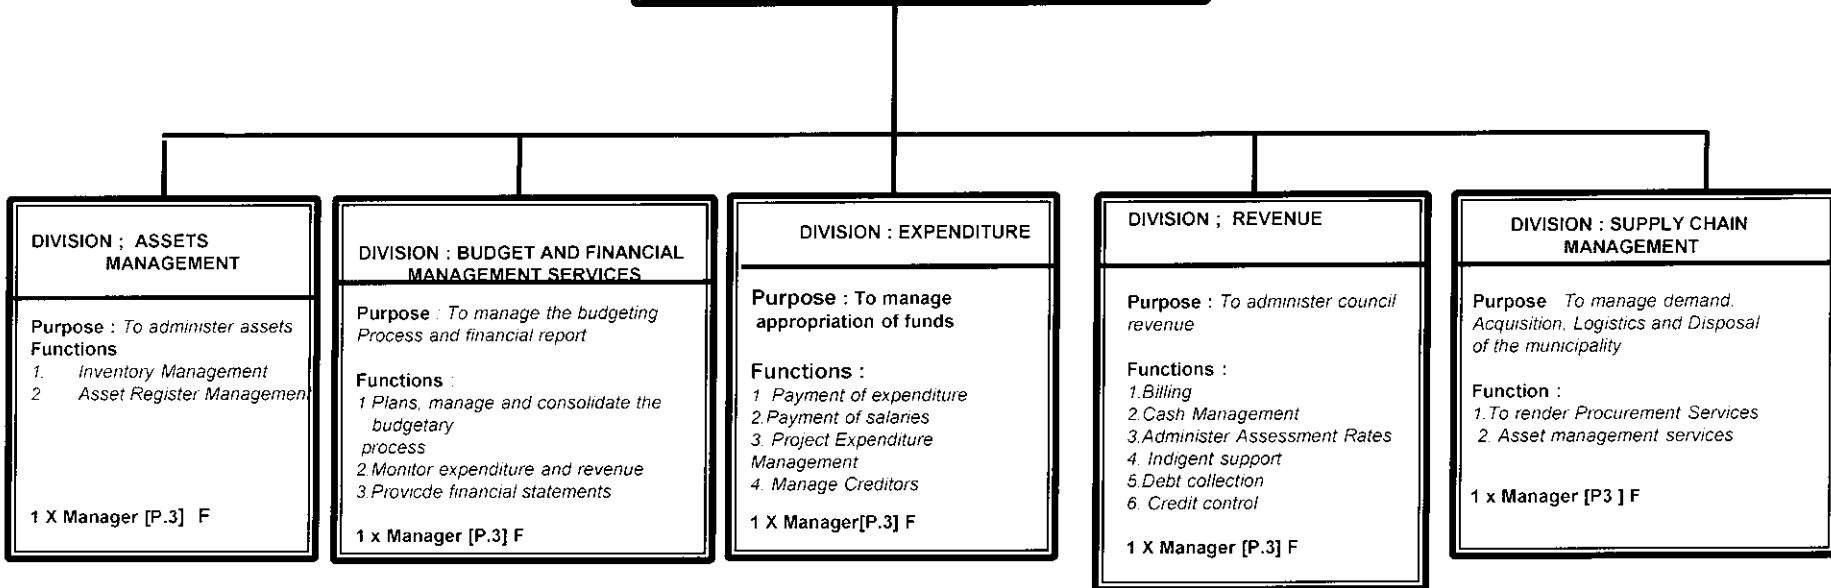 DIVISION ; ASSETS
MANAGEMENT
Purpose : To administer assets
Functions
1. Inventory Management
2 Asset Register Management
1 X Manager [P.3] F
DIVISION : BUDGET AND FINANCIAL
MANAGEMENT SERVICES
Purpose : To manage the budgeting
Process and financial report
Functions :
1 Plans, manage and consolidate the
budgetary
process
2.Monitor expenditure and revenue
3.Provicde financial statements
1 x Manager [P.3] F
DIVISION : EXPENDITURE
Purpose : To manage
appropriation of funds
Functions :
1 Payment of expenditure
2.Payment of salaries
3. Project Expenditure
Management
4. Manage Creditors
1 X Manager[P.3] F
DIVISION ; REVENUE
Purpose : To administer council
revenue
Functions :
1.Billing
2.Cash Management
3.Administer Assessment Rates
4. Indigent support
5.Debt collection
6. Credit control
1 X Manager [P.3] F
DIVISION : SUPPLY CHAIN
MANAGEMENT
Purpose To manage demand.
Acquisition, Logistics and Disposal
of the municipality
Function :
1.To render Procurement Services
2. Asset management services
1 x Manager [P3 ] F